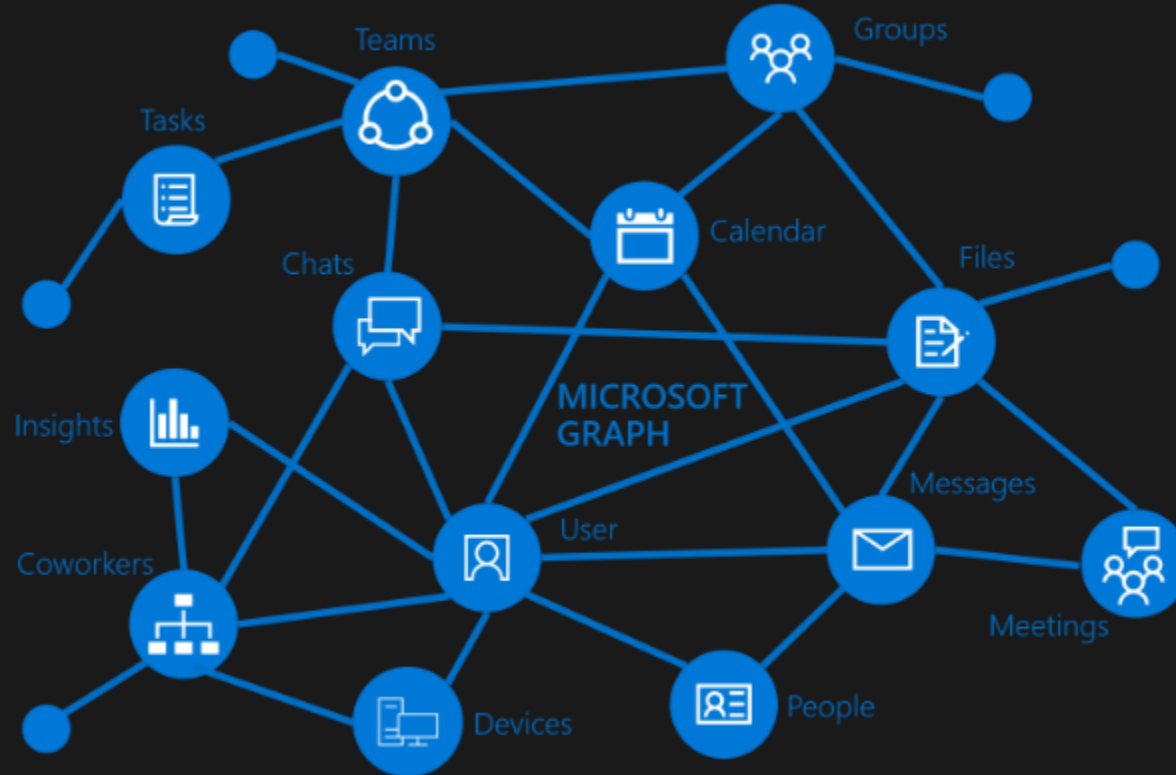 Groups
Teams
Tasks
Calendar
Files
Chats
MICROSOFT
GRAPH
Insights
Messages
User
Coworkers
Meetings
People
Devices